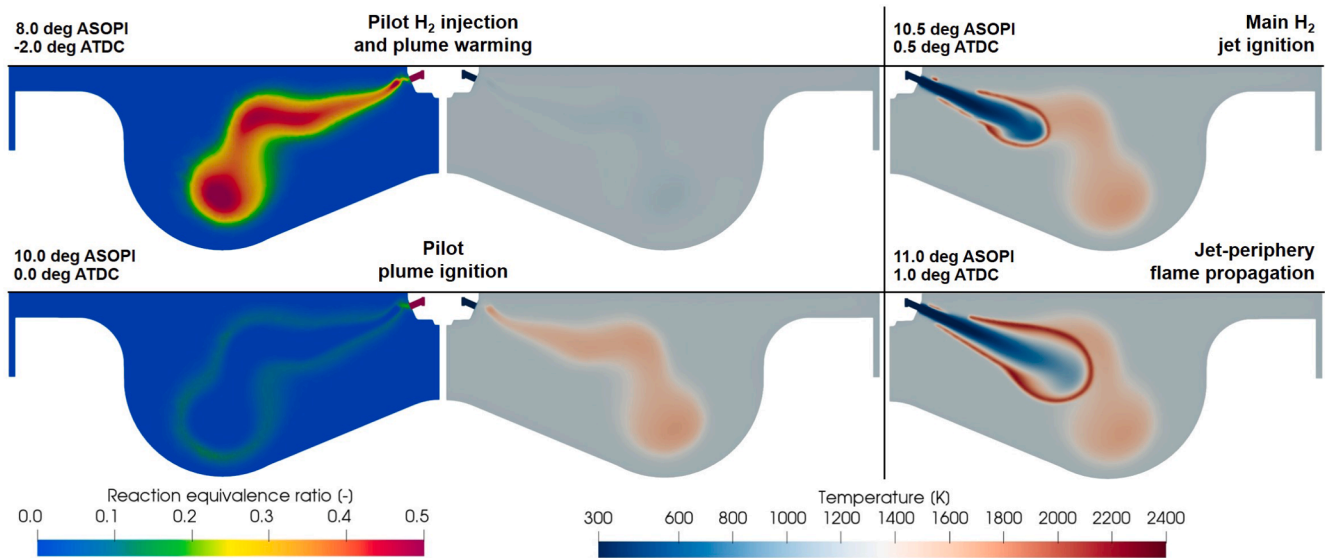 8.0 deg ASOPI
-2.0 deg ATDC
Pilot H₂ injection
and plume warming
10.5 deg ASOPI
0.5 deg ATDC
Main H₂
jet ignition
10.0 deg ASOPI
0.0 deg ATDC
Pilot
plume ignition
11.0 deg ASOPI
1.0 deg ATDC
Jet-periphery
flame propagation
Reaction equivalence ratio (-)
0.0 0.1 0.2 0.3 0.4 0.5
Temperature (K)
300 600 800 1000 1200 1400 1600 1800 2000 2200 2400